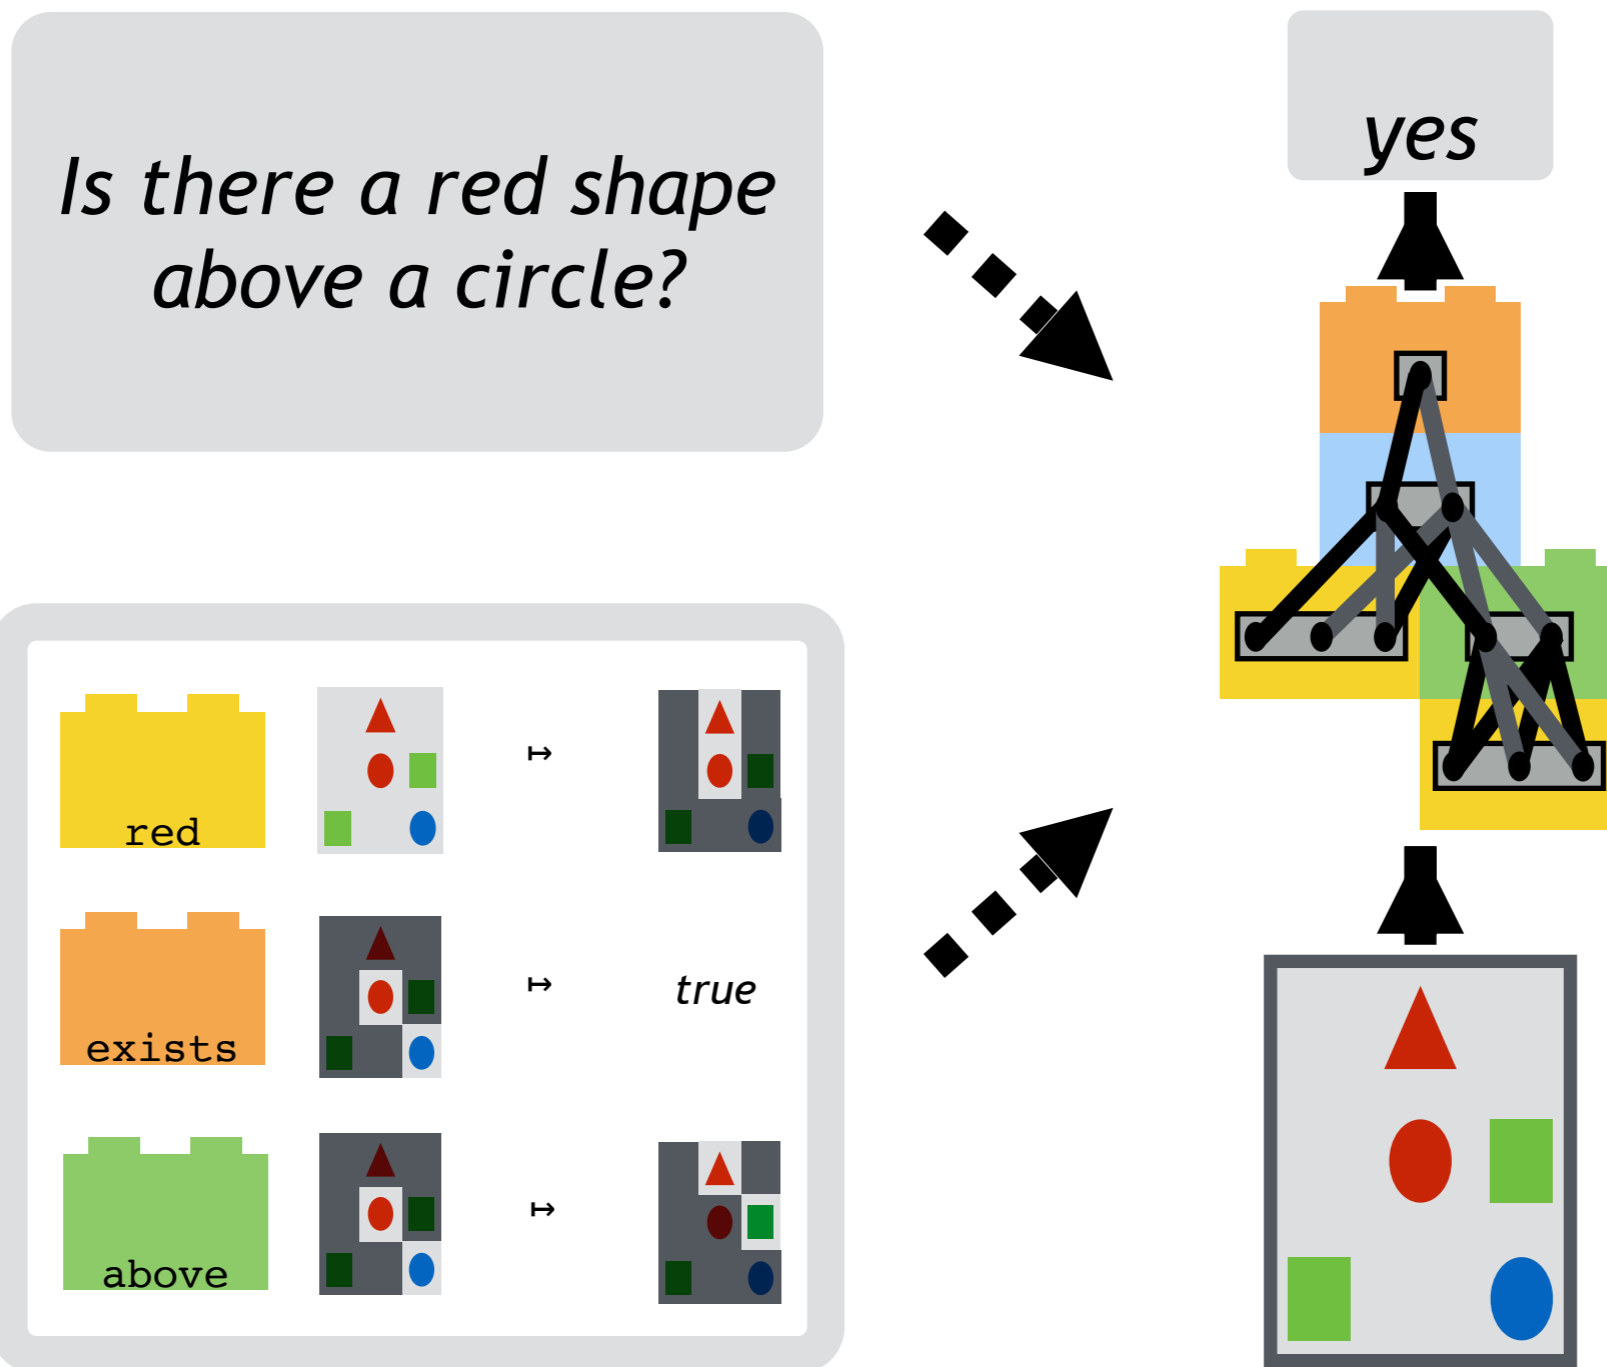 Is there a red shape
above a circle?
yes
red
↦
exists
↦
true
above
↦